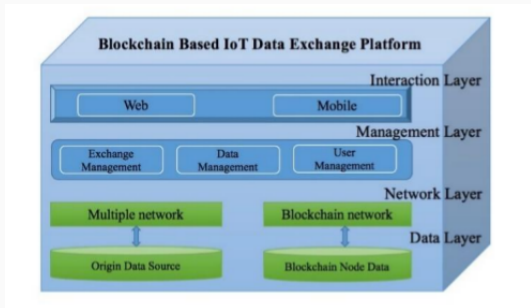 Blockchain Based IoT Data Exchange Platform
Interaction Layer
Web
Mobile
Management Layer
Exchange
Management
Data
Management
User
Management
Network Layer
Multiple network
Blockchain network
Data Layer
Origin Data Source
Blockchain Node Data